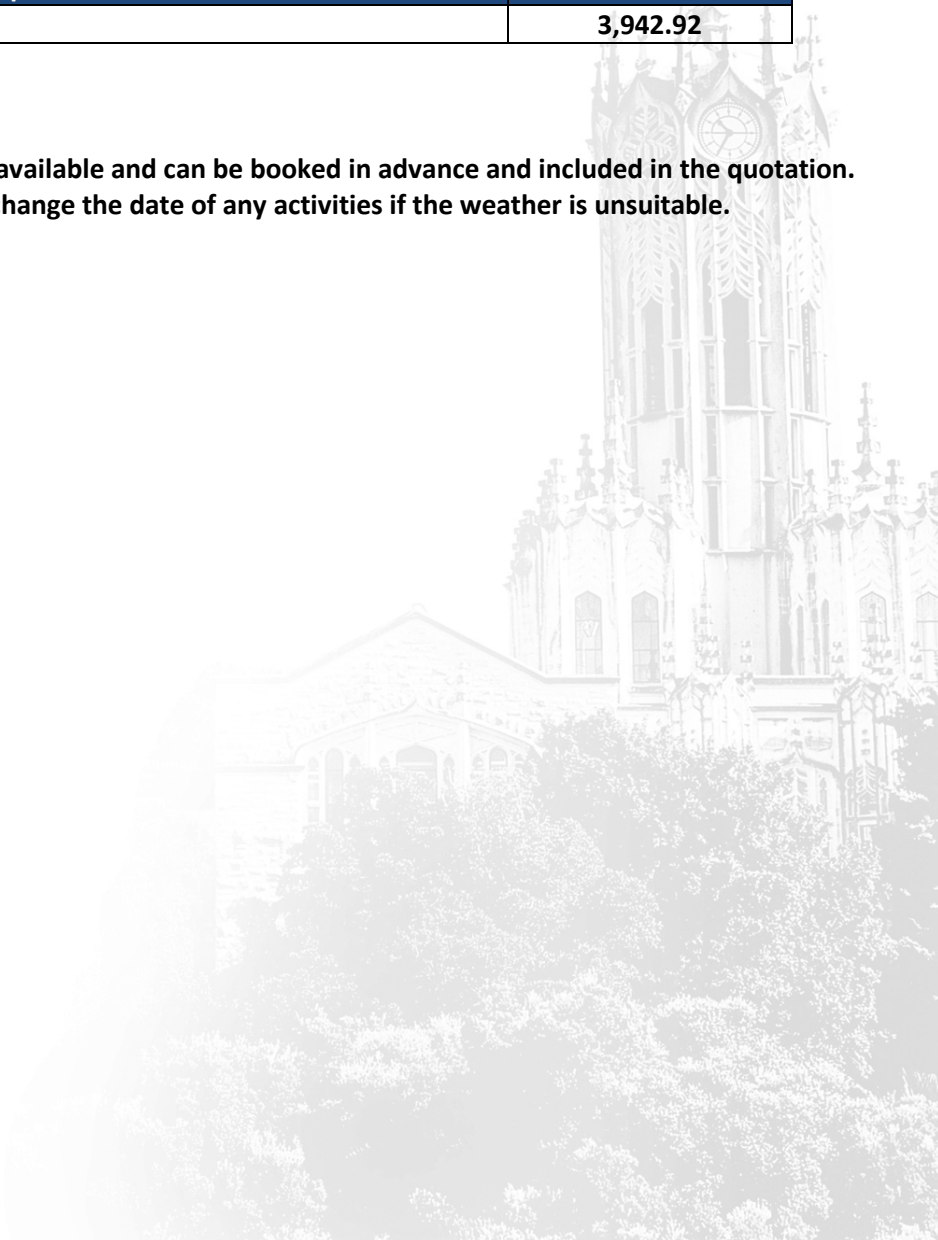 3,942.92
available and can be booked in advance and included in the quotation.
hange the date of any activities if the weather is unsuitable.